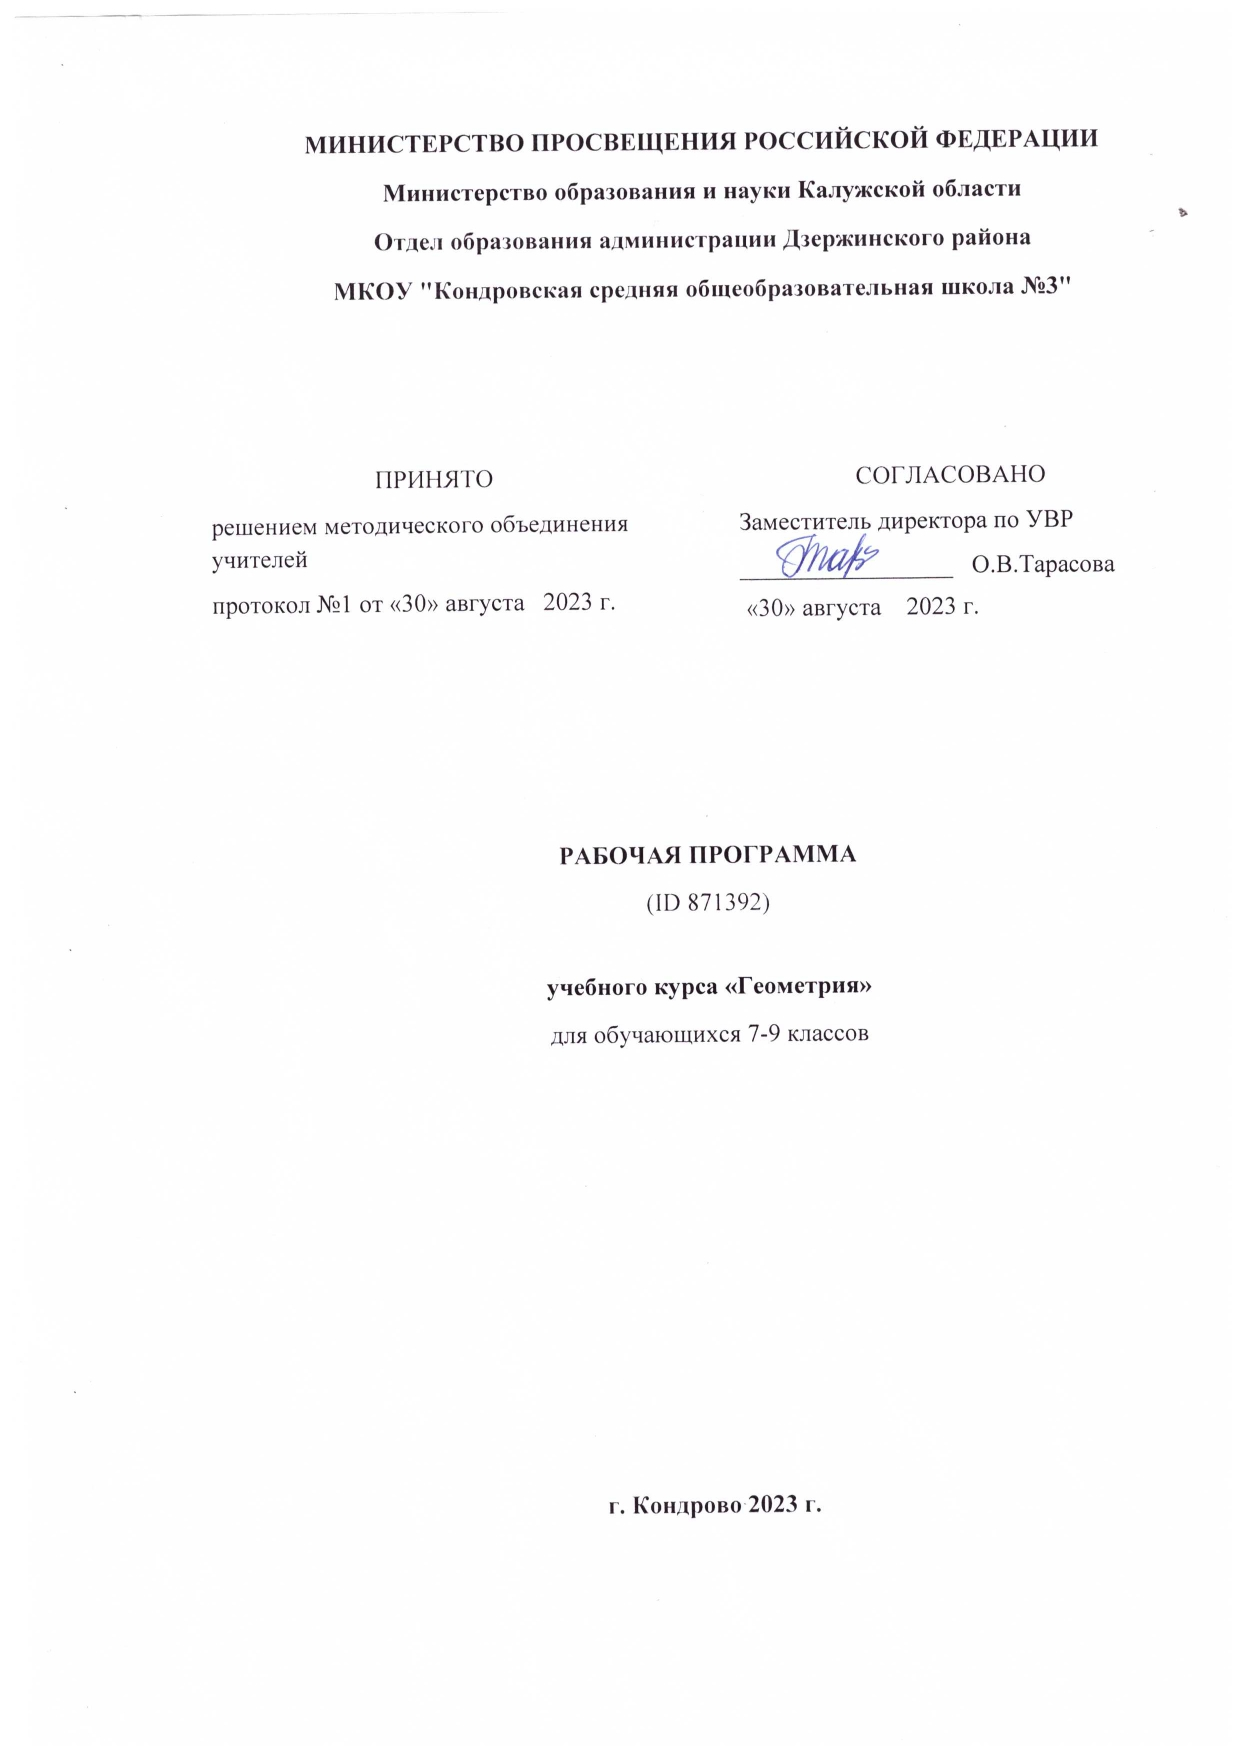 МИНИСТЕРСТВО ПРОСВЕЩЕНИЯ РОССИЙСКОЙ ФЕДЕРАЦИИ
Министерство образования и науки Калужской области
Отдел образования администрации Дзержинского района
МКОУ "Кондровская средняя общеобразовательная школа №3"
ПРИНЯТО
решением методического объединения
учителей
протокол №1 от «30» августа 2023 г.
СОГЛАСОВАНО
Заместитель директора по УВР
Тар О.В.Тарасова
«30» августа 2023 г.
РАБОЧАЯ ПРОГРАММА
(ID 871392)
учебного курса «Геометрия»
для обучающихся 7-9 классов
г. Кондрово 2023 г.